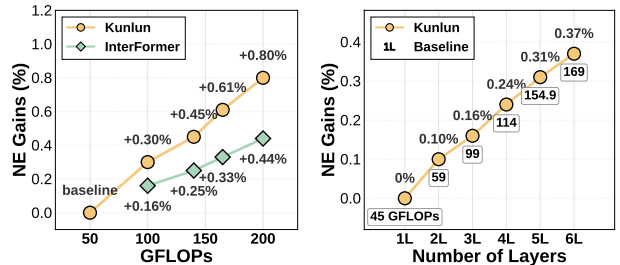 1.2
1.0
0.8
0.6
0.4
0.2
0.0
NE Gains (%)
Kunlun
InterFormer
baseline
+0.30%
+0.45%
+0.61%
+0.80%
+0.16%
+0.25%
+0.33%
+0.44%
50
100
150
200
GFLOPs
0.4
0.3
0.2
0.1
0.0
NE Gains (%)
Kunlun
1L Baseline
0%
0.10%
0.16%
0.24%
0.31%
0.37%
45 GFLOPs
59
99
114
154.9
169
1L
2L
3L
4L
5L
6L
Number of Layers